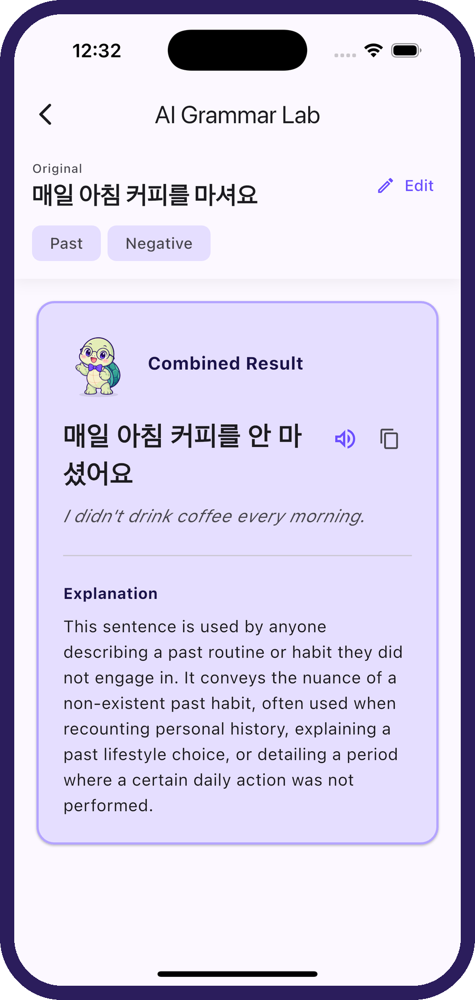 12:32
AI Grammar Lab
Original
매일 아침 커피를 마셔요
Edit
Past
Negative
Combined Result
매일 아침 커피를 안 마
셨어요
I didn't drink coffee every morning.
Explanation
This sentence is used by anyone
describing a past routine or habit they did
not engage in. It conveys the nuance of a
non-existent past habit, often used when
recounting personal history, explaining a
past lifestyle choice, or detailing a period
where a certain daily action was not
performed.